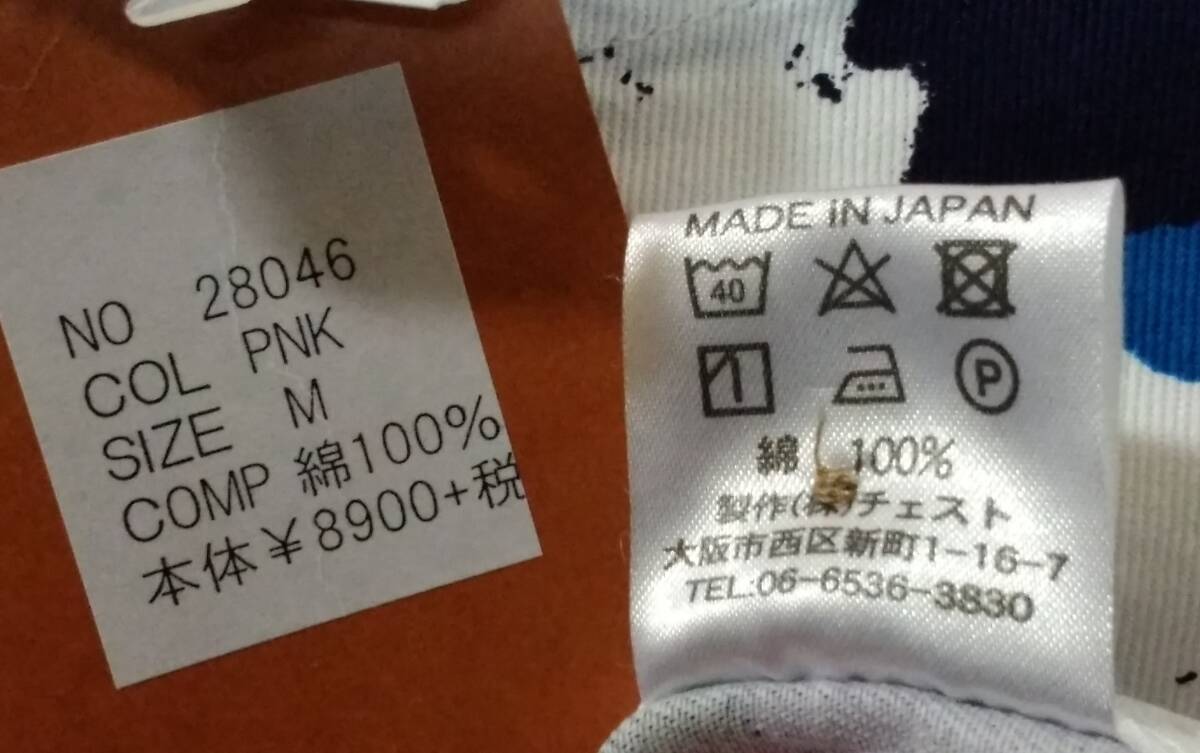 NO 28046
COL PNK
SIZE M
COMP 綿100%
本体¥8900+税
MADE IN JAPAN
40
P
綿 100%
製作(株)チェスト
大阪市西区新町1-16-7
TEL:06-6536-3830